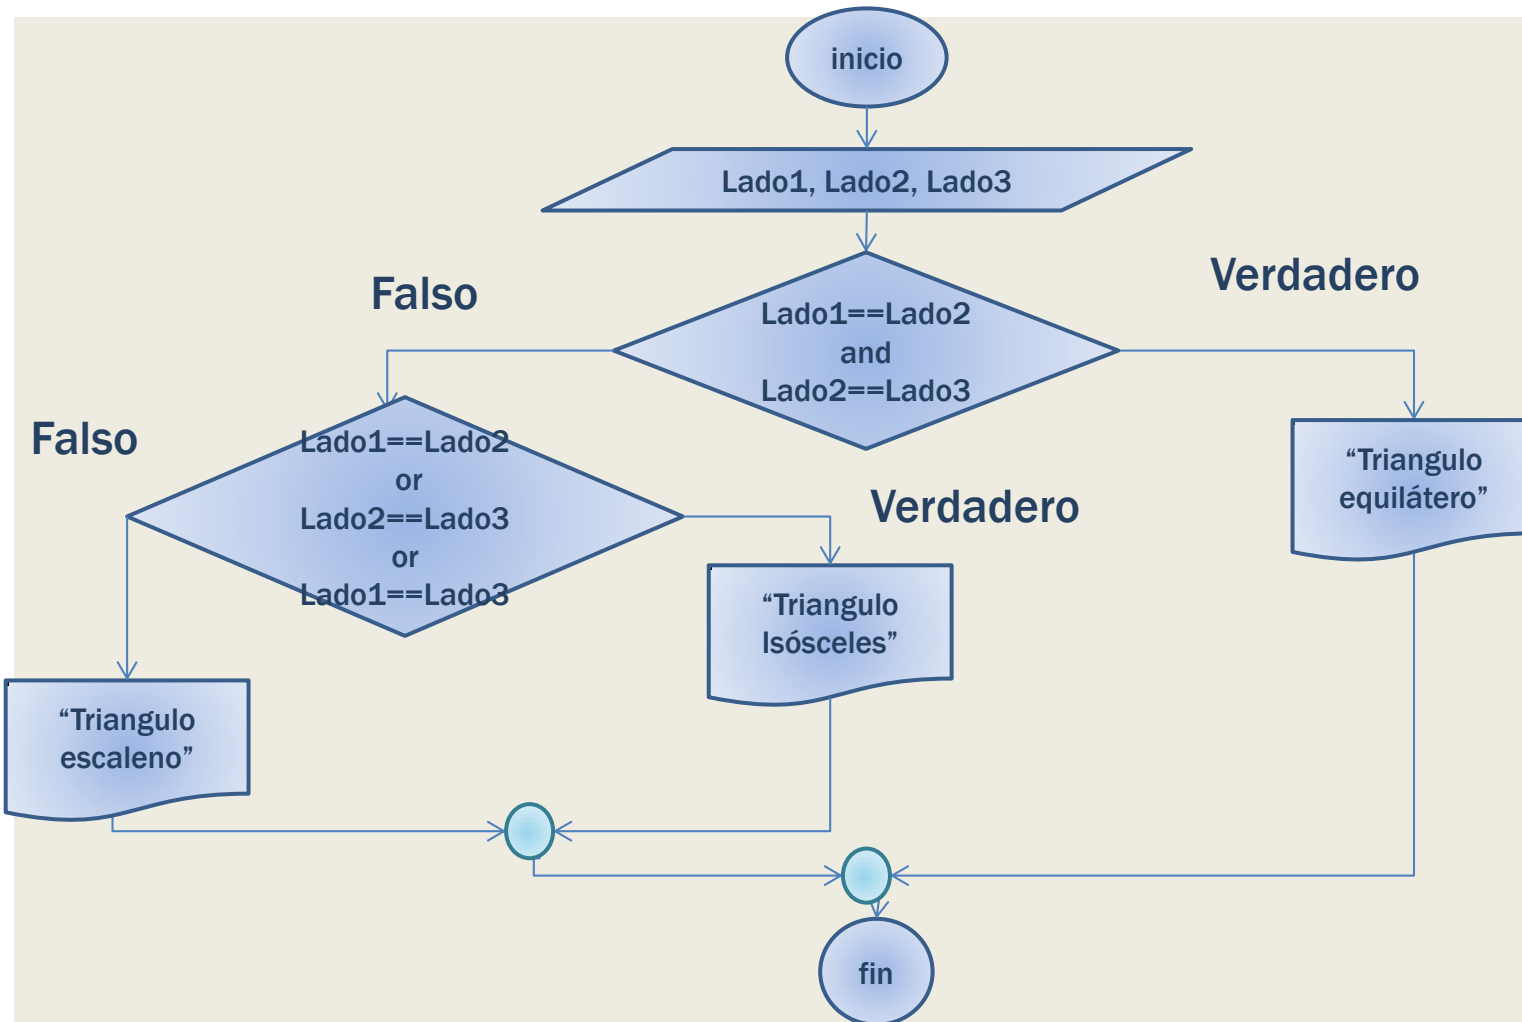 inicio
Lado1, Lado2, Lado3
Falso
Verdadero
Lado1==Lado2
and
Lado2==Lado3
Falso
Lado1==Lado2
or
Lado2==Lado3
or
Lado1==Lado3
Verdadero
“Triangulo
equilátero”
“Triangulo
Isósceles”
“Triangulo
escaleno”
fin